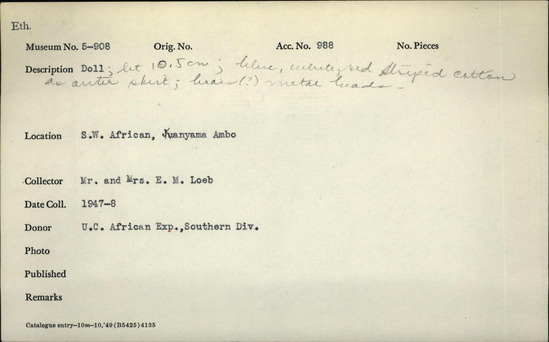 Eth.
Museum No. 5-908 Orig. No. Acc. No. 988 No. Pieces
Description Doll; ht 10.5cm; blue, white, red striped cotton
as outer skirt; brass(?) metal beads.
Location S.W. African, Kuanyama Ambo
Collector Mr. and Mrs. E. M. Loeb
Date Coll. 1947-8
Donor U.C. African Exp., Southern Div.
Photo
Published
Remarks
Catalogue entry—10m-10,'49 (B5425) 4135